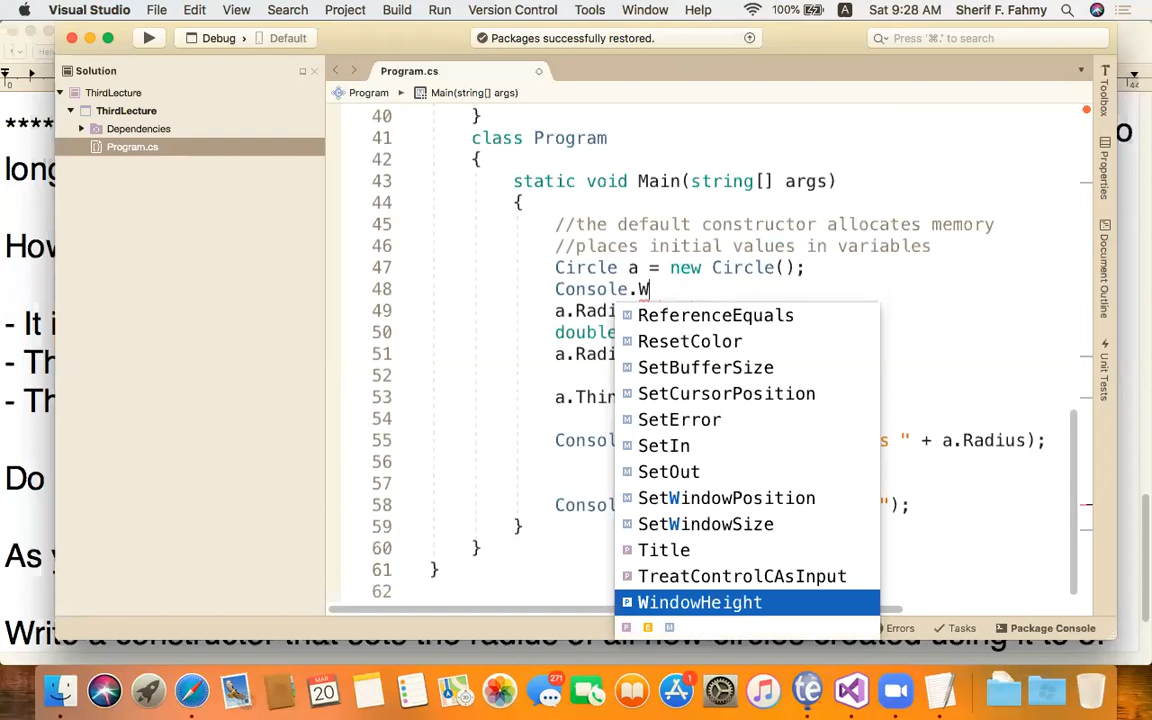 Visual Studio File Edit View Search Project Build Run Version Control Tools Window Help 100% A Sat 9:28 AM Sherif F. Fahmy
Debug › Default
Packages successfully restored.
Press '⌘.' to search
Solution
ThirdLecture
ThirdLecture
Dependencies
Program.cs
Program.cs
Program ▸ Main(string[] args)
40 }
41 class Program
42 {
43 static void Main(string[] args)
44 {
45 //the default constructor allocates memory
46 //places initial values in variables
47 Circle a = new Circle();
48 Console.W
49 a.Radi
50 double
51 a.Radi
52
53 a.Thin
54
55 Consol s " + a.Radius);
56
57
58 Consol ");
59 }
60 }
61 }
62
ReferenceEquals
ResetColor
SetBufferSize
SetCursorPosition
SetError
SetIn
SetOut
SetWindowPosition
SetWindowSize
Title
TreatControlCAsInput
WindowHeight
Toolbox
Properties
Document Outline
Unit Tests
Errors Tasks Package Console
****
o
long
How
- It i
- Th
- Th
Do
As y
Write a constructor that sets the radius of all new circles created using it to 5.
MAR
20
271
1